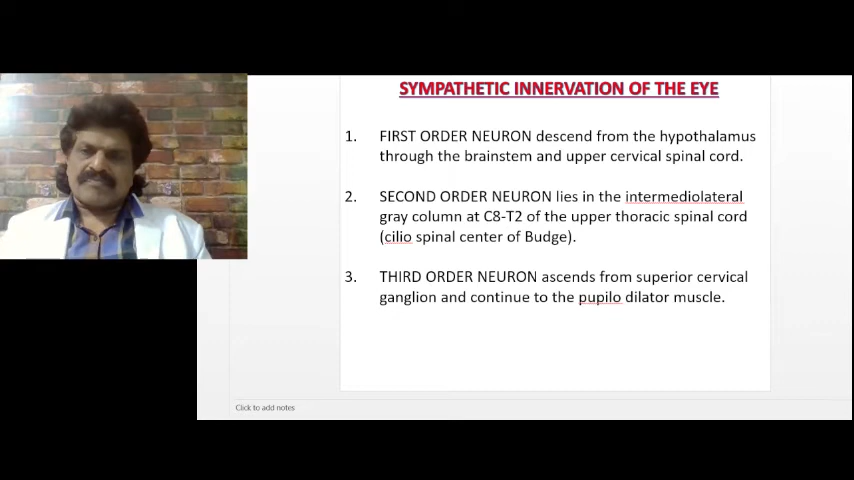 SYMPATHETIC INNERVATION OF THE EYE
1. FIRST ORDER NEURON descend from the hypothalamus
through the brainstem and upper cervical spinal cord.
2. SECOND ORDER NEURON lies in the intermediolateral
gray column at C8-T2 of the upper thoracic spinal cord
(cilio spinal center of Budge).
3. THIRD ORDER NEURON ascends from superior cervical
ganglion and continue to the pupilo dilator muscle.
Click to add notes